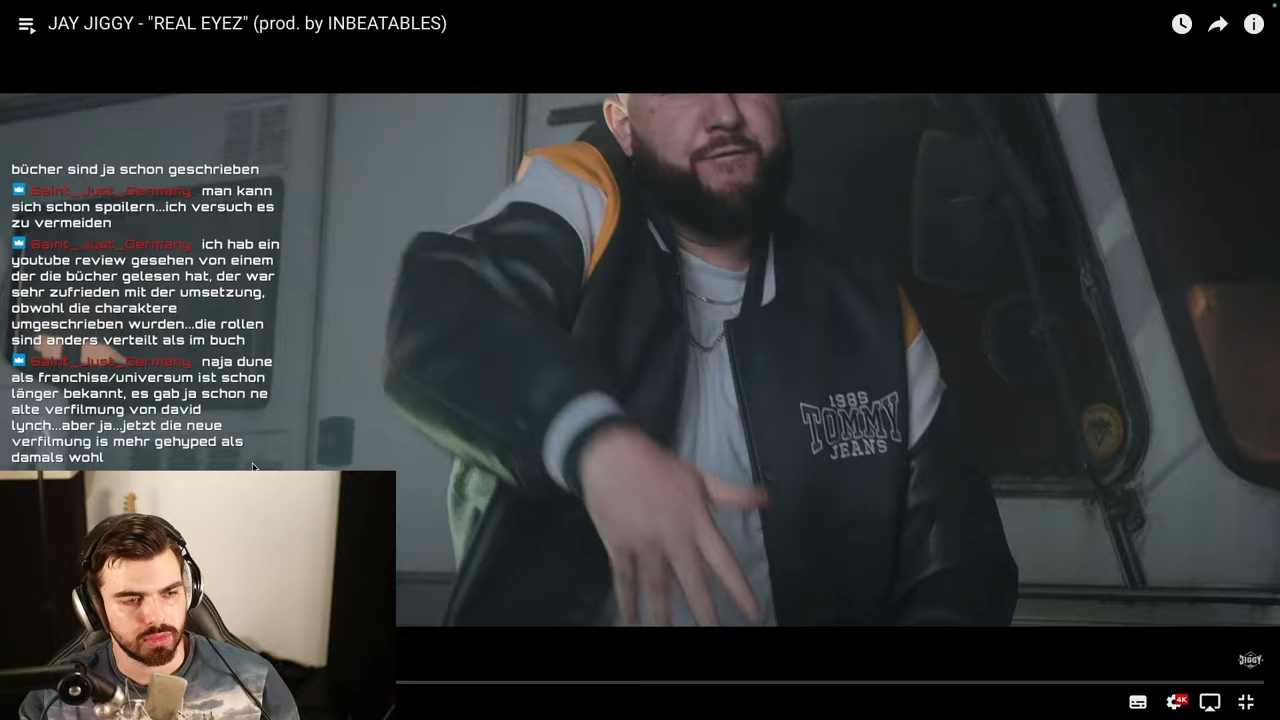 JAY JIGGY - "REAL EYEZ" (prod. by INBEATABLES)
bücher sind ja schon geschrieben
Saint_Just_Germany man kann
sich schon spoilern...ich versuch es
zu vermeiden
Saint_Just_Germany ich hab ein
youtube review gesehen von einem
der die bücher gelesen hat, der war
sehr zufrieden mit der umsetzung,
obwohl die charaktere
umgeschrieben wurden...die rollen
sind anders verteilt als im buch
Saint_Just_Germany naja dune
als franchise/universum ist schon
länger bekannt, es gab ja schon ne
alte verfilmung von david
lynch...aber ja...jetzt die neue
verfilmung is mehr gehyped als
damals wohl
1985
TOMMY
JEANS
JIGGY
4K